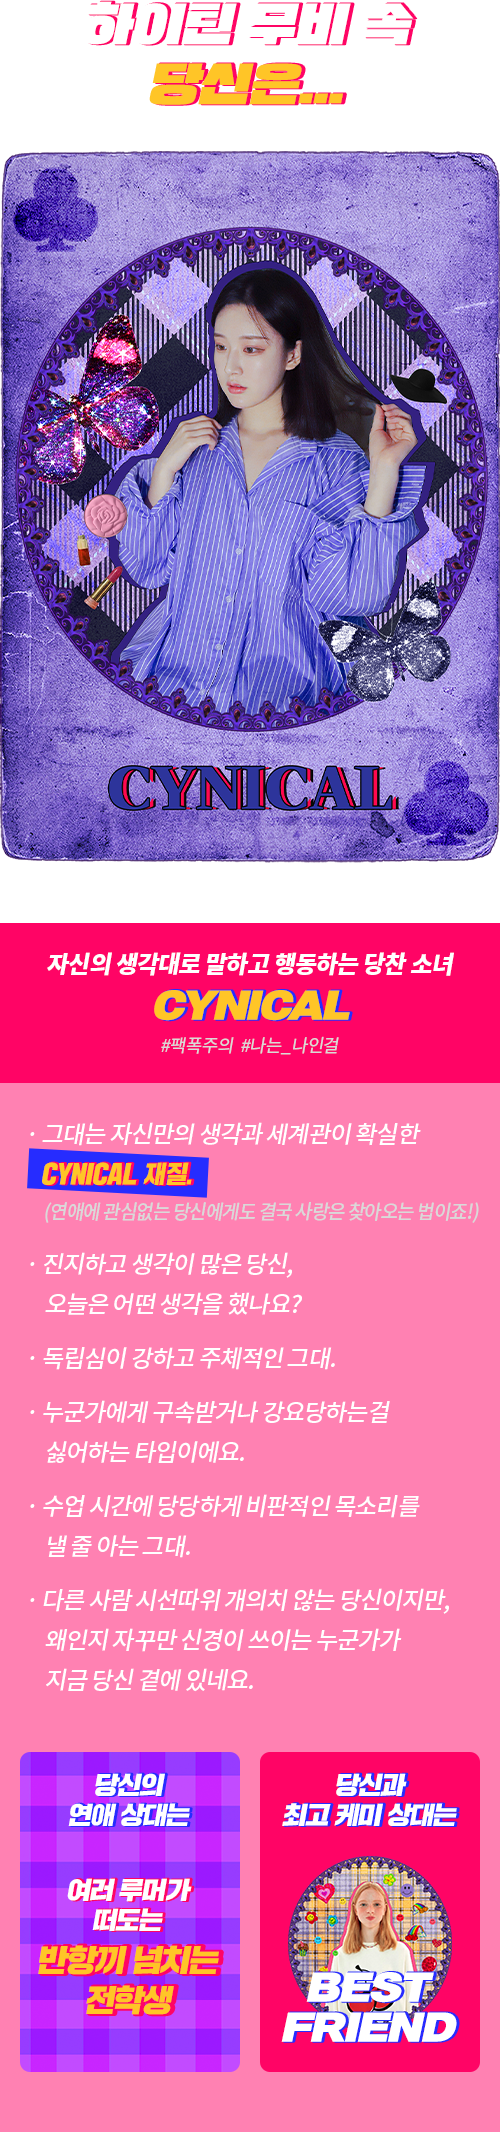 하이틴 무비 속
당신은...
CYNICAL
자신의 생각대로 말하고 행동하는 당찬 소녀
CYNICAL
#팩폭주의 #나는_나인걸
· 그대는 자신만의 생각과 세계관이 확실한
CYNICAL 재질.
(연애에 관심없는 당신에게도 결국 사랑은 찾아오는 법이죠!)
· 진지하고 생각이 많은 당신,
오늘은 어떤 생각을 했나요?
· 독립심이 강하고 주체적인 그대.
· 누군가에게 구속받거나 강요당하는걸
싫어하는 타입이에요.
· 수업 시간에 당당하게 비판적인 목소리를
낼 줄 아는 그대.
· 다른 사람 시선따위 개의치 않는 당신이지만,
왜인지 자꾸만 신경이 쓰이는 누군가가
지금 당신 곁에 있네요.
당신의
연애 상대는
여러 루머가
떠도는
반항끼 넘치는
전학생
당신과
최고 케미 상대는
BEST
FRIEND